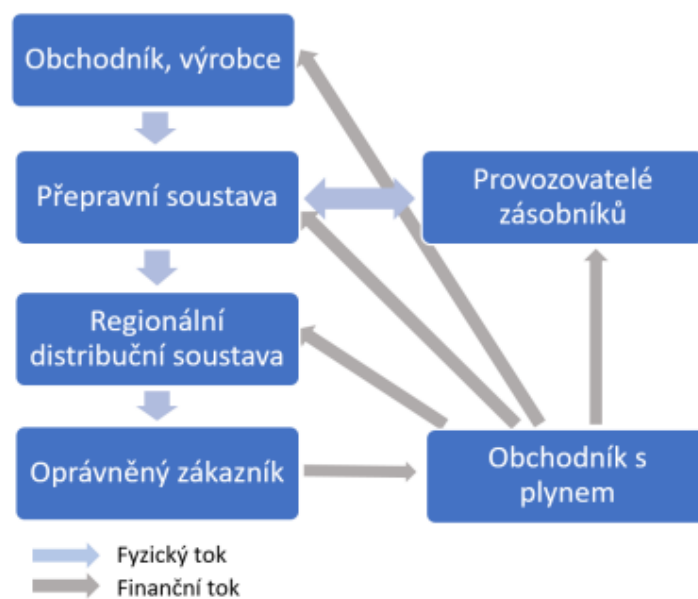 Obchodník, výrobce
Přepravní soustava
Provozovatelé
zásobníků
Regionální
distribuční soustava
Oprávněný zákazník
Obchodník s
plynem
Fyzický tok
Finanční tok